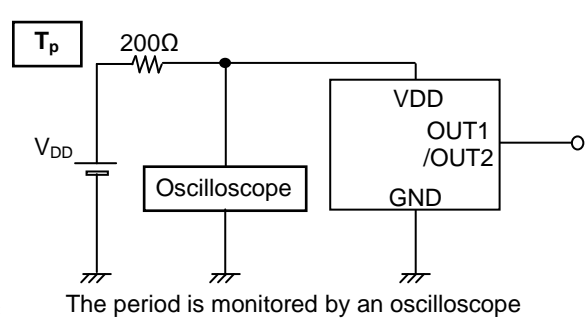 Tp
200Ω
VDD
VDD
OUT1
/OUT2
Oscilloscope
GND
The period is monitored by an oscilloscope